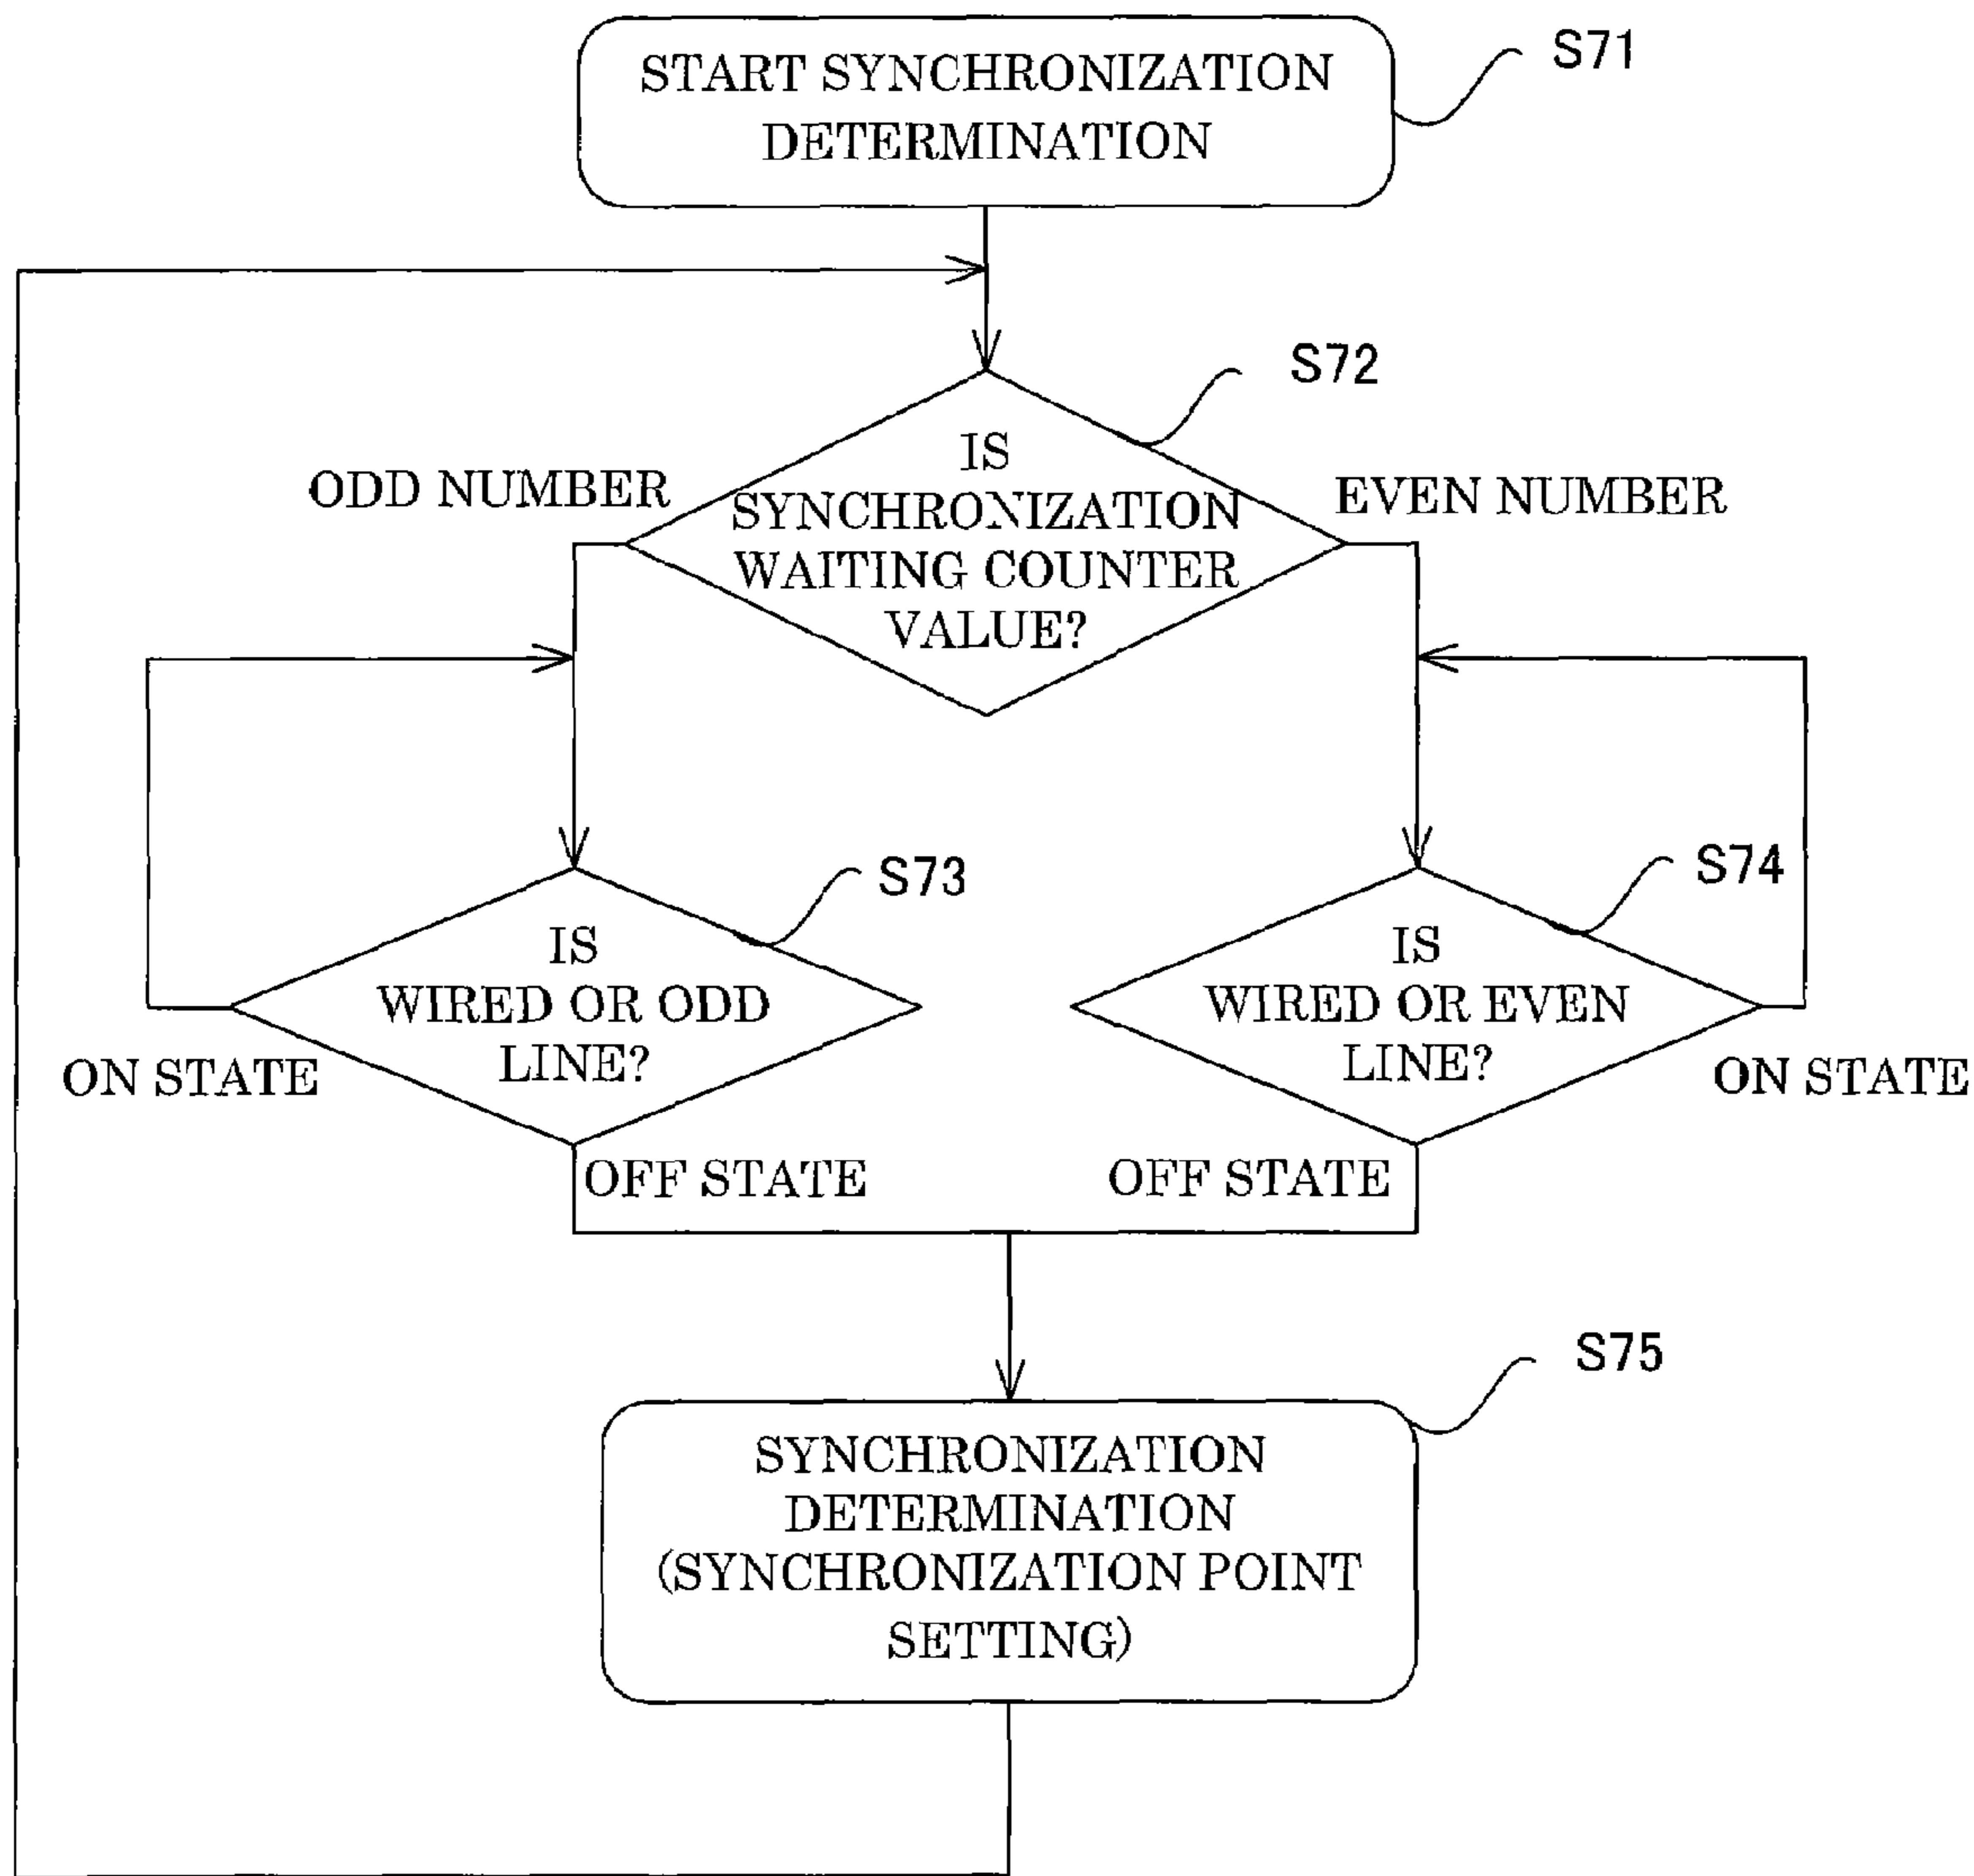 START SYNCHRONIZATION
DETERMINATION
S71
S72
IS
SYNCHRONIZATION
WAITING COUNTER
VALUE?
ODD NUMBER
EVEN NUMBER
S73
IS
WIRED OR ODD
LINE?
ON STATE
OFF STATE
S74
IS
WIRED OR EVEN
LINE?
ON STATE
OFF STATE
S75
SYNCHRONIZATION
DETERMINATION
(SYNCHRONIZATION POINT
SETTING)